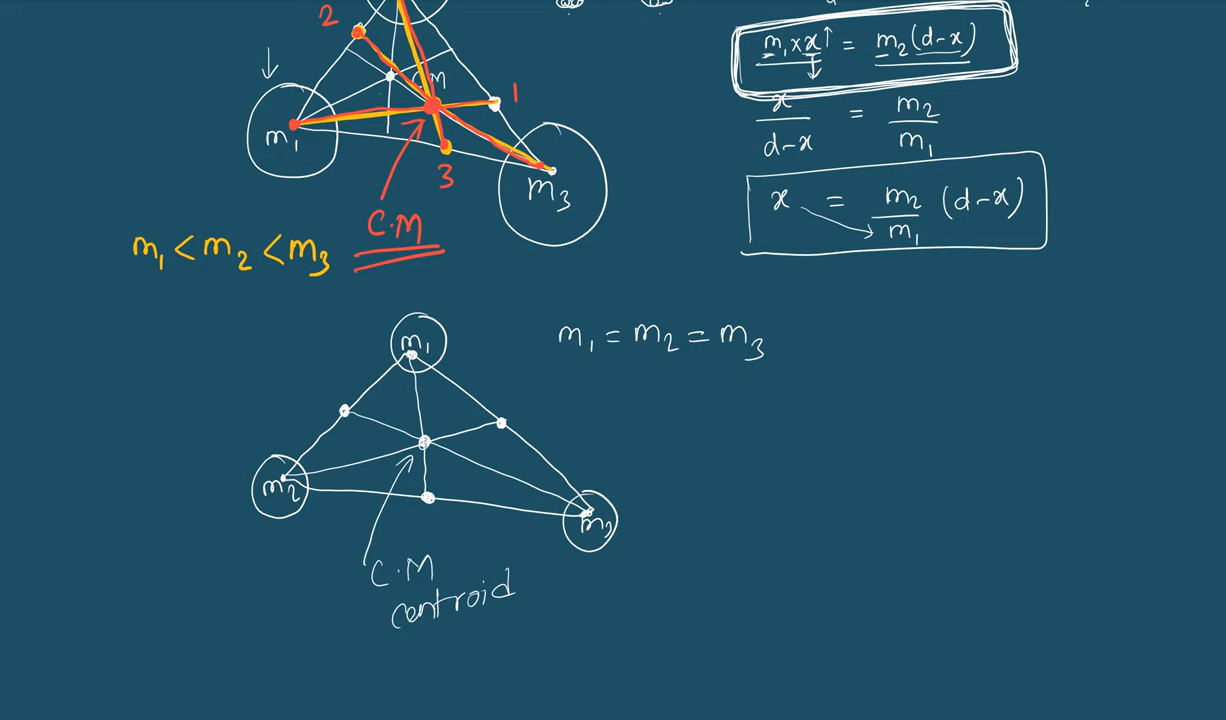 2
C M
1
m₁
3
m₃
C.M
m₁ < m₂ < m₃
m₁ × x ↑ = m₂ (d-x)
x/(d-x) = m₂/m₁
x = m₂/m₁ (d-x)
m₁ = m₂ = m₃
m₁
m₂
m₃
C.M
centroid